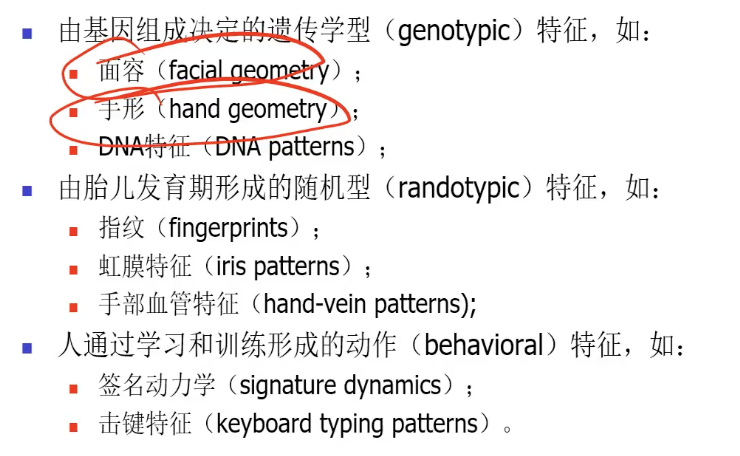 由基因组成决定的遗传学型（genotypic）特征，如：
面容（facial geometry）；
手形（hand geometry）；
DNA特征（DNA patterns）；
由胎儿发育期形成的随机型（randotypic）特征，如：
指纹（fingerprints）；
虹膜特征（iris patterns）；
手部血管特征（hand-vein patterns);
人通过学习和训练形成的动作（behavioral）特征，如：
签名动力学（signature dynamics）；
击键特征（keyboard typing patterns）。